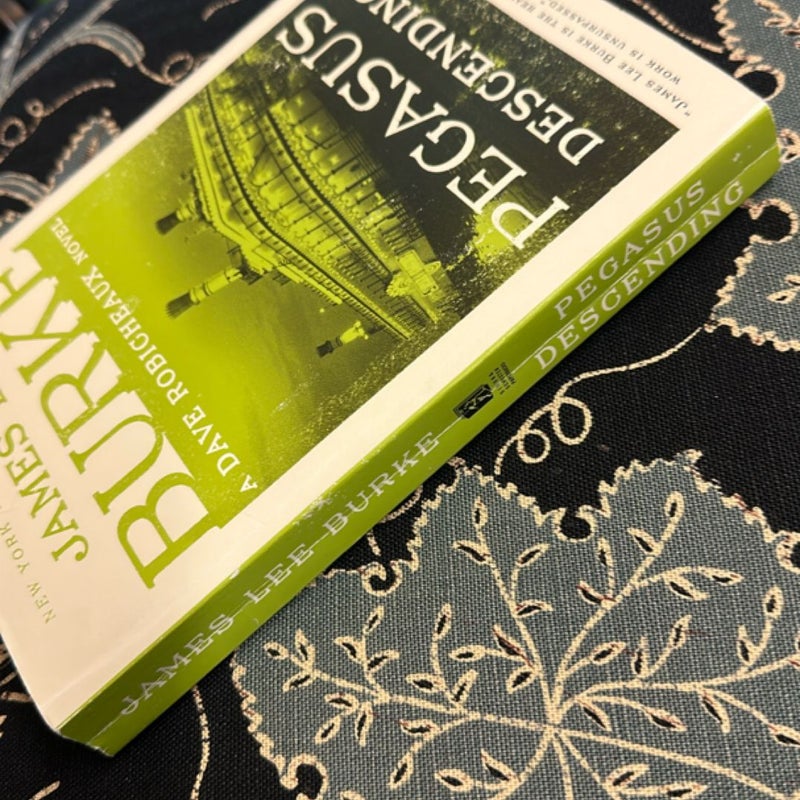 "JAMES LEE BURKE IS THE
WORK IS UNSURPASSED."
PEGASUS
DESCENDING
A DAVE ROBICHEAUX NOVEL
NEW YORK
JAMES
BURKE
JAMES LEE BURKE
PEGASUS
DESCENDING